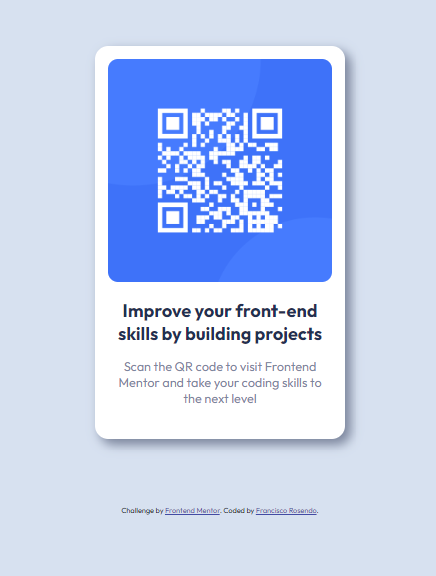 Improve your front-end
skills by building projects
Scan the QR code to visit Frontend
Mentor and take your coding skills to
the next level
Challenge by Frontend Mentor. Coded by Francisco Rosendo.